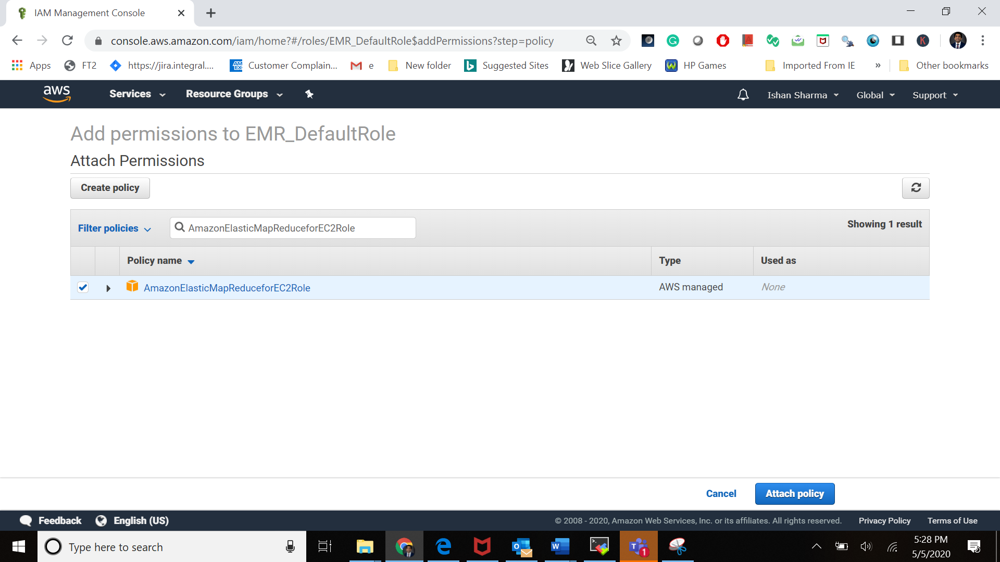 IAM Management Console
console.aws.amazon.com/iam/home?#/roles/EMR_DefaultRole$addPermissions?step=policy
Apps FT2 https://jira.integral.... AM EX Customer Complain... e New folder Suggested Sites Web Slice Gallery HP Games Imported From IE » Other bookmarks
aws Services Resource Groups Ishan Sharma Global Support
Add permissions to EMR_DefaultRole
Attach Permissions
Create policy
Filter policies AmazonElasticMapReduceforEC2Role Showing 1 result
Policy name Type Used as
AmazonElasticMapReduceforEC2Role AWS managed None
Cancel Attach policy
Feedback English (US) © 2008 - 2020, Amazon Web Services, Inc. or its affiliates. All rights reserved. Privacy Policy Terms of Use
Type here to search 1 5:28 PM
5/5/2020